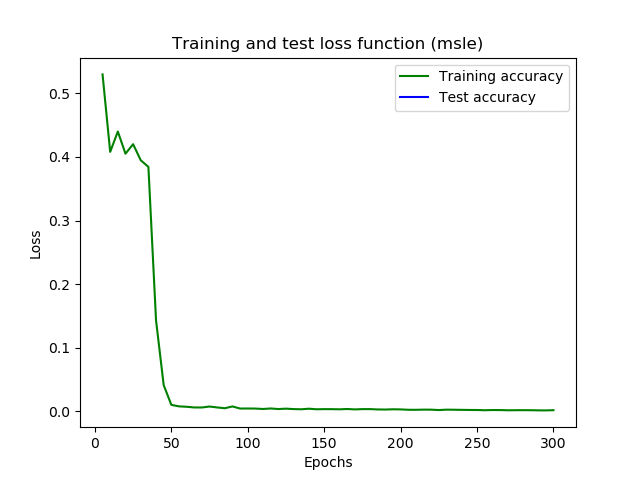 Training and test loss function (msle)
Training accuracy
Test accuracy
0.5
0.4
0.3
0.2
0.1
0.0
Loss
0 50 100 150 200 250 300
Epochs